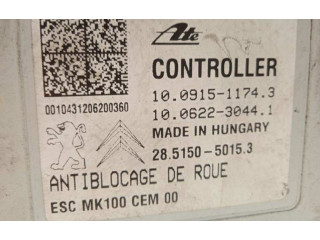 Ate
CONTROLLER
0010431206200360
10.0915-1174.3
10.0622-3044.1
MADE IN HUNGARY
28.5150-5015.3
ANTIBLOCAGE DE ROUE
ESC MK100 CEM 00